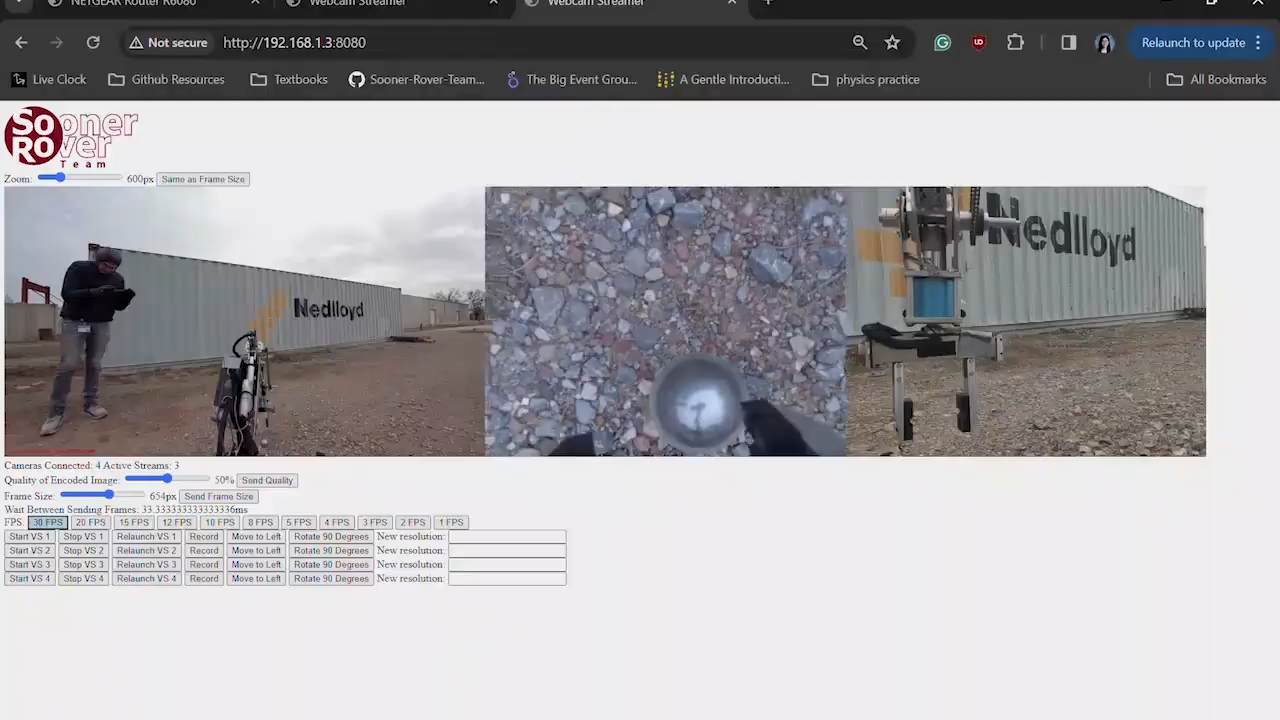 NETGEAR Router R6080
Webcam Streamer
Webcam Streamer
Not secure
http://192.168.1.3:8080
Relaunch to update
Live Clock
Github Resources
Textbooks
Sooner-Rover-Team...
The Big Event Grou...
A Gentle Introducti...
physics practice
All Bookmarks
Sooner
Rover
Team
Zoom: 600px Same as Frame Size
Nedlloyd
Nedlloyd
Cameras Connected: 4 Active Streams: 3
Quality of Encoded Image: 50% Send Quality
Frame Size: 654px Send Frame Size
Wait Between Sending Frames: 33.333333333333336ms
FPS: 30 FPS 20 FPS 15 FPS 12 FPS 10 FPS 8 FPS 5 FPS 4 FPS 3 FPS 2 FPS 1 FPS
Start VS 1 Stop VS 1 Relaunch VS 1 Record Move to Left Rotate 90 Degrees New resolution:
Start VS 2 Stop VS 2 Relaunch VS 2 Record Move to Left Rotate 90 Degrees New resolution:
Start VS 3 Stop VS 3 Relaunch VS 3 Record Move to Left Rotate 90 Degrees New resolution:
Start VS 4 Stop VS 4 Relaunch VS 4 Record Move to Left Rotate 90 Degrees New resolution: